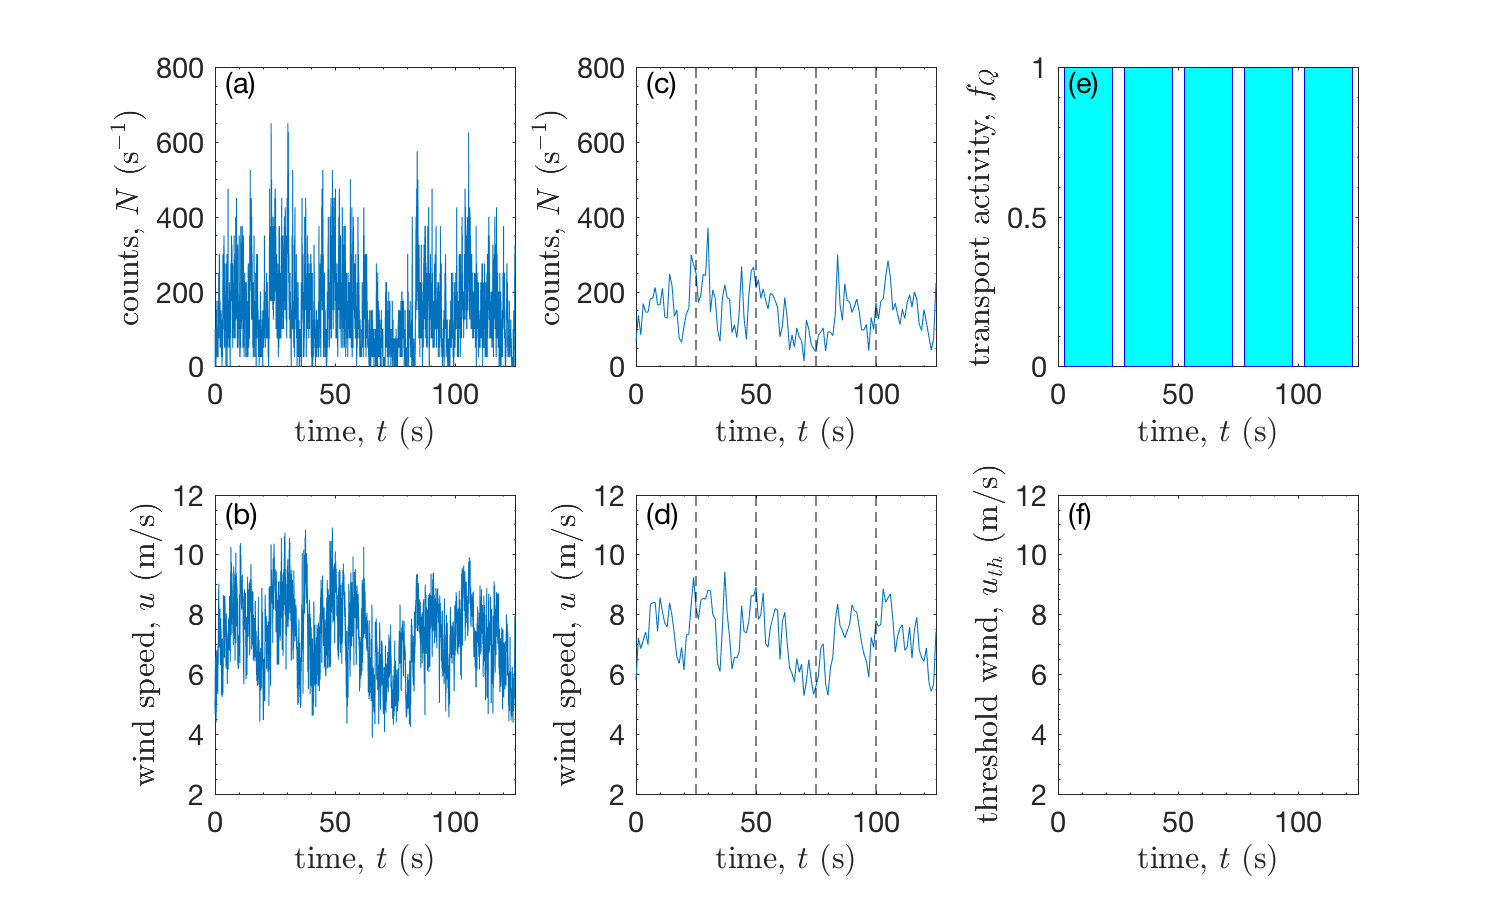 (a)
800
600
400
200
0
counts, N (s⁻¹)
0 50 100
time, t (s)
(c)
800
600
400
200
0
counts, N (s⁻¹)
0 50 100
time, t (s)
(e)
1
0.5
0
transport activity, f_Q
0 50 100
time, t (s)
(b)
12
10
8
6
4
2
wind speed, u (m/s)
0 50 100
time, t (s)
(d)
12
10
8
6
4
2
wind speed, u (m/s)
0 50 100
time, t (s)
(f)
12
10
8
6
4
2
threshold wind, u_th (m/s)
0 50 100
time, t (s)